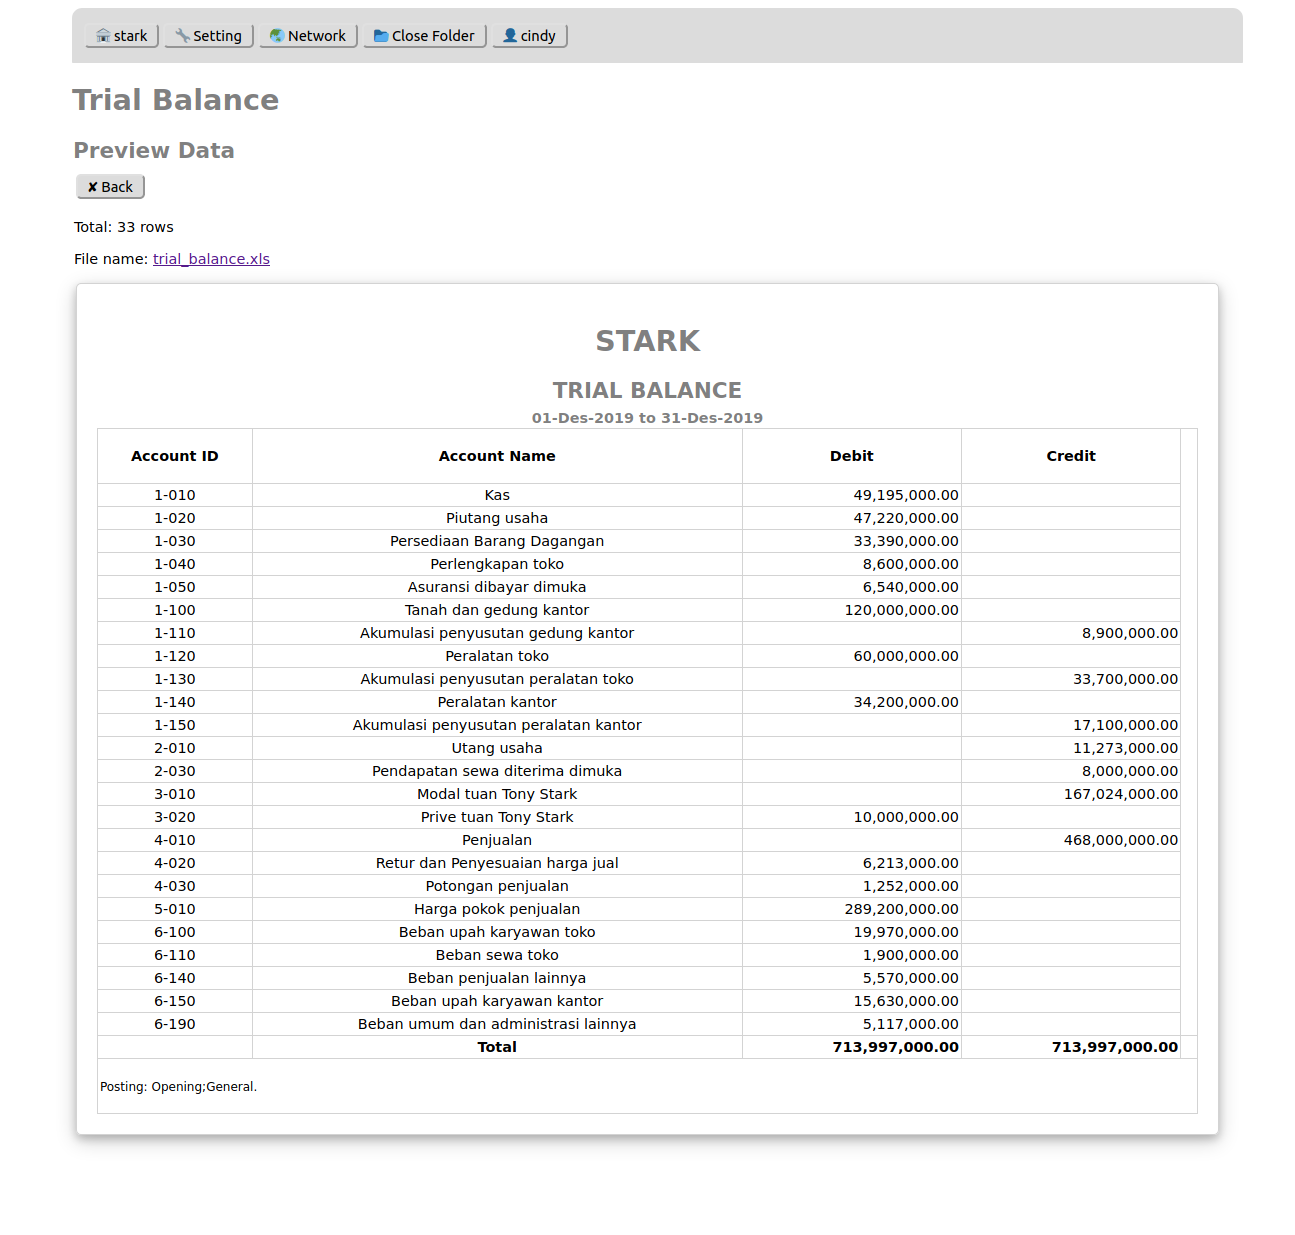 stark Setting Network Close Folder cindy
Trial Balance
Preview Data
✘ Back
Total: 33 rows
File name: trial_balance.xls
STARK
TRIAL BALANCE
01-Des-2019 to 31-Des-2019
Account ID Account Name Debit Credit
1-010 Kas 49,195,000.00
1-020 Piutang usaha 47,220,000.00
1-030 Persediaan Barang Dagangan 33,390,000.00
1-040 Perlengkapan toko 8,600,000.00
1-050 Asuransi dibayar dimuka 6,540,000.00
1-100 Tanah dan gedung kantor 120,000,000.00
1-110 Akumulasi penyusutan gedung kantor 8,900,000.00
1-120 Peralatan toko 60,000,000.00
1-130 Akumulasi penyusutan peralatan toko 33,700,000.00
1-140 Peralatan kantor 34,200,000.00
1-150 Akumulasi penyusutan peralatan kantor 17,100,000.00
2-010 Utang usaha 11,273,000.00
2-030 Pendapatan sewa diterima dimuka 8,000,000.00
3-010 Modal tuan Tony Stark 167,024,000.00
3-020 Prive tuan Tony Stark 10,000,000.00
4-010 Penjualan 468,000,000.00
4-020 Retur dan Penyesuaian harga jual 6,213,000.00
4-030 Potongan penjualan 1,252,000.00
5-010 Harga pokok penjualan 289,200,000.00
6-100 Beban upah karyawan toko 19,970,000.00
6-110 Beban sewa toko 1,900,000.00
6-140 Beban penjualan lainnya 5,570,000.00
6-150 Beban upah karyawan kantor 15,630,000.00
6-190 Beban umum dan administrasi lainnya 5,117,000.00
Total 713,997,000.00 713,997,000.00
Posting: Opening;General.